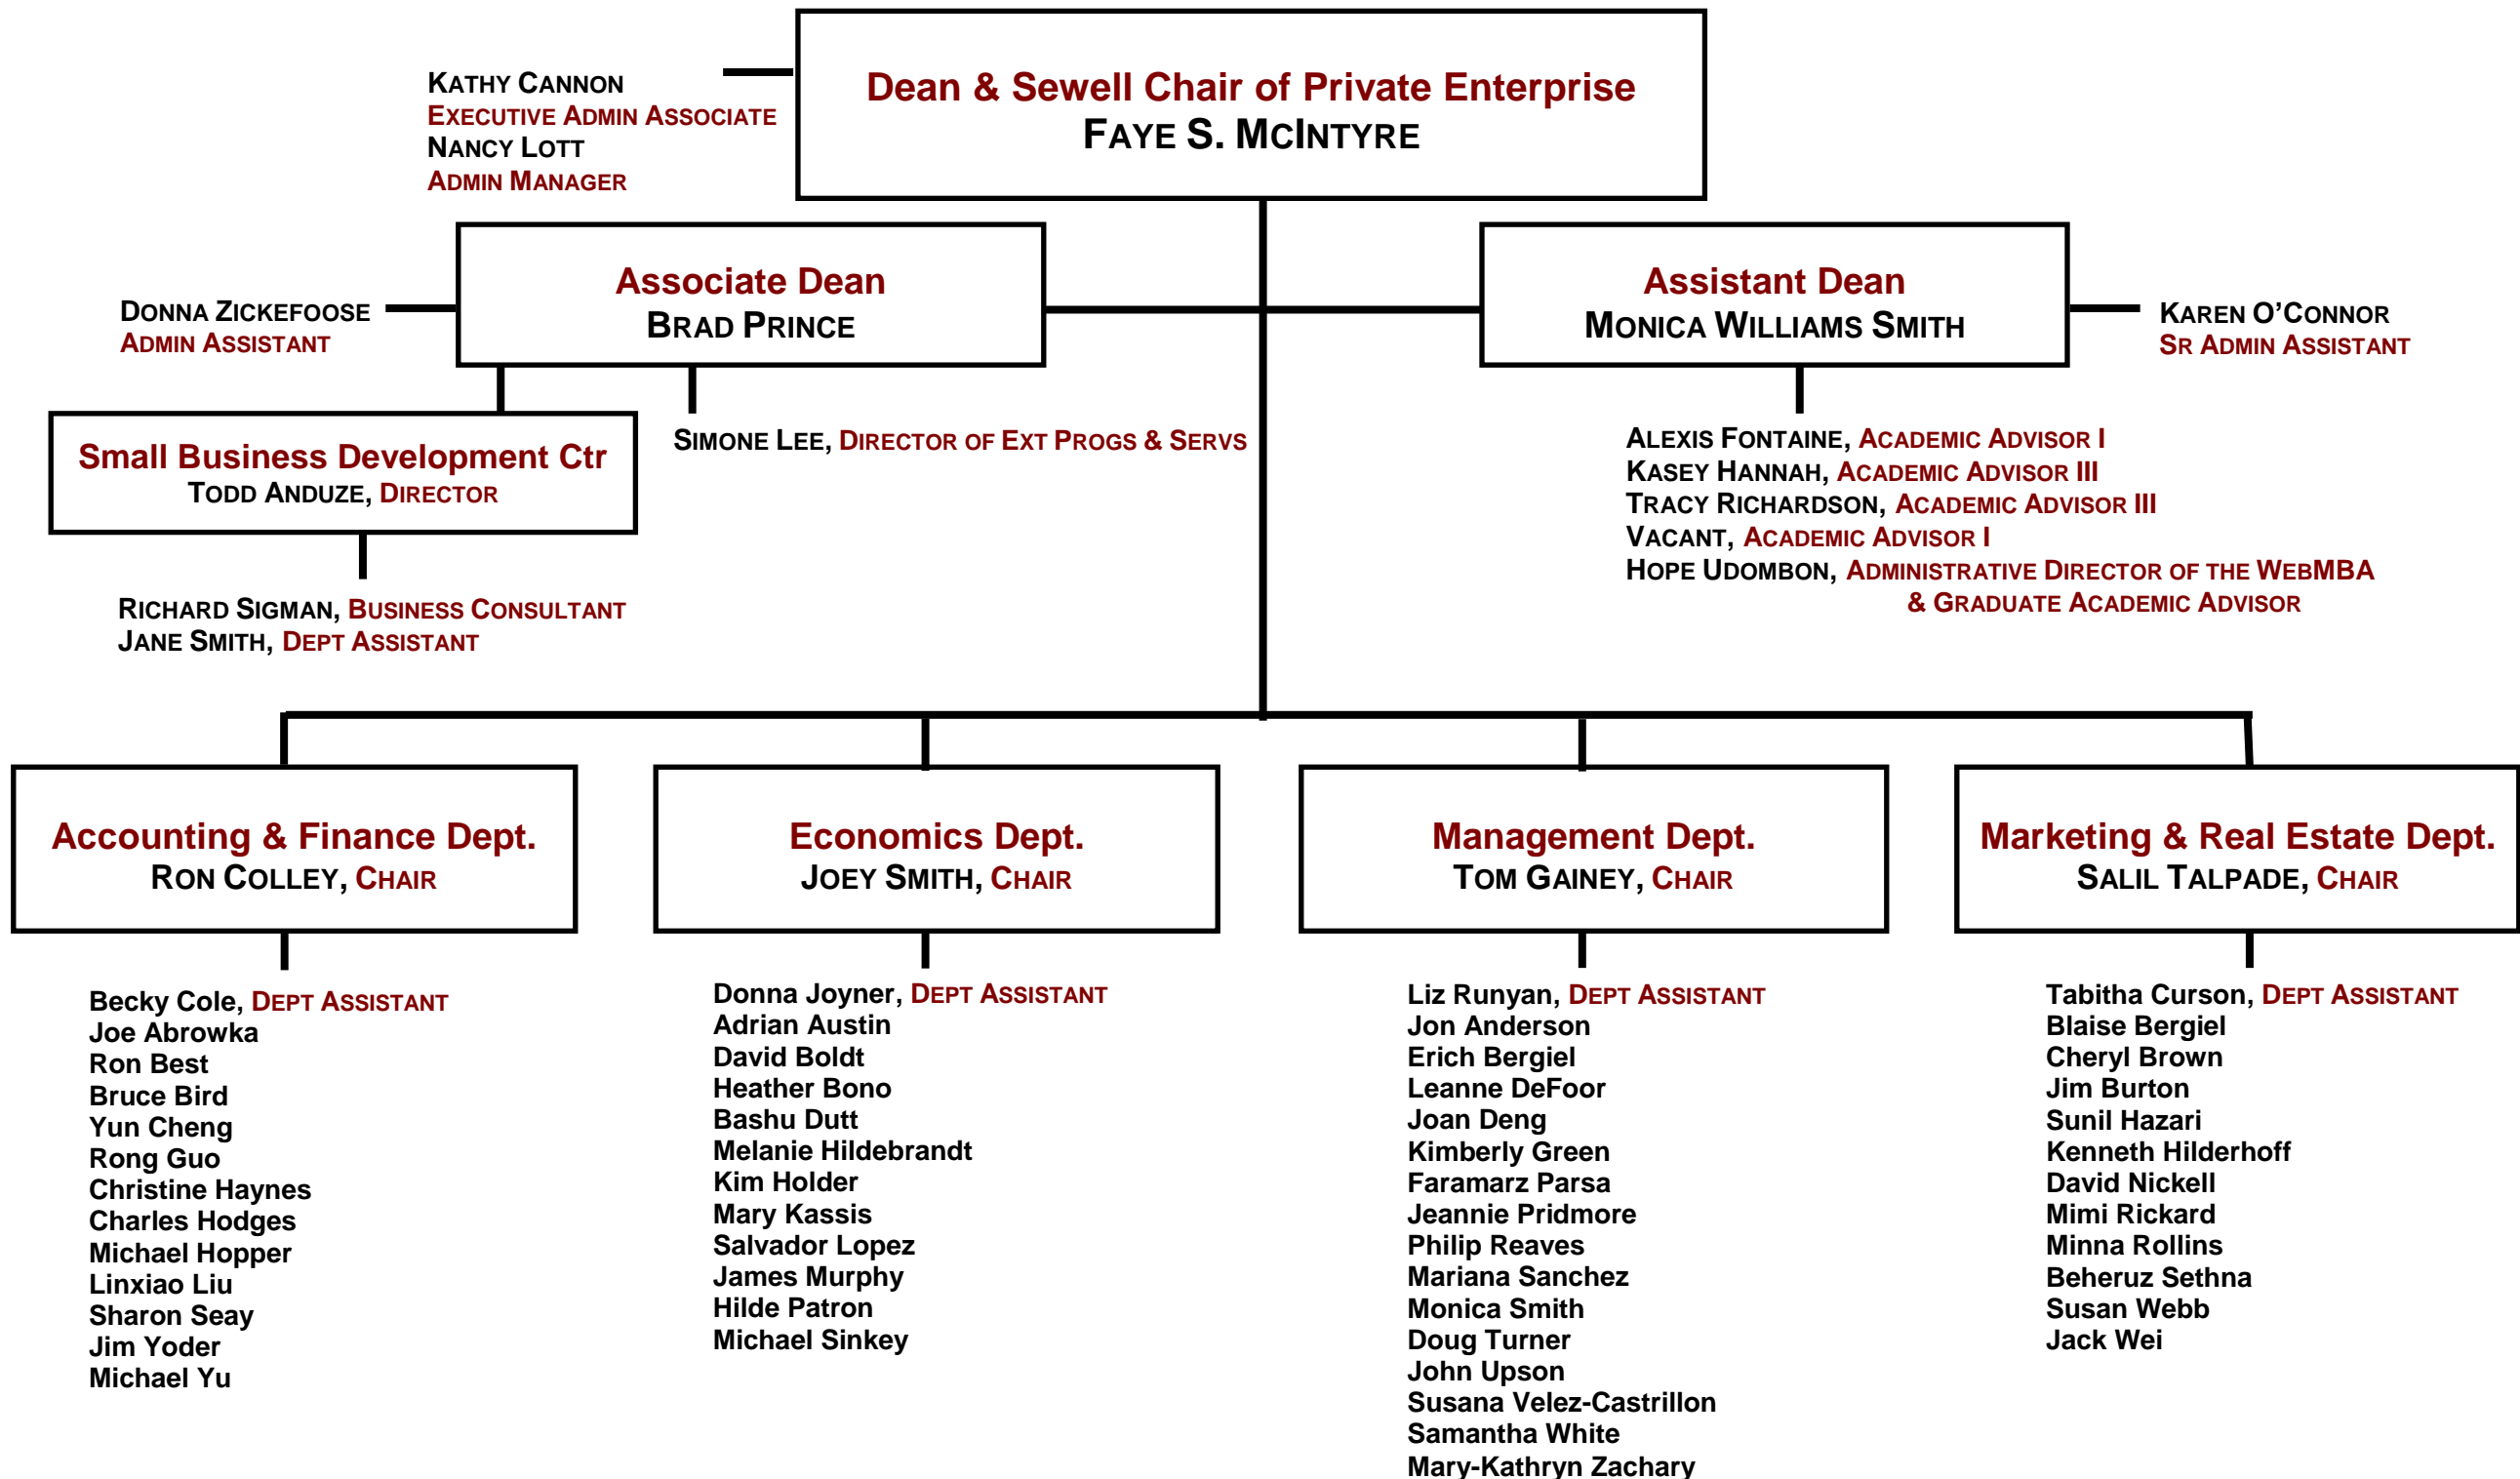 Dean & Sewell Chair of Private Enterprise
FAYE S. MCINTYRE
KATHY CANNON
EXECUTIVE ADMIN ASSOCIATE
NANCY LOTT
ADMIN MANAGER
Associate Dean
BRAD PRINCE
DONNA ZICKEFOOSE
ADMIN ASSISTANT
Assistant Dean
MONICA WILLIAMS SMITH
KAREN O’CONNOR
SR ADMIN ASSISTANT
Small Business Development Ctr
TODD ANDUZE, DIRECTOR
SIMONE LEE, DIRECTOR OF EXT PROGS & SERVS
ALEXIS FONTAINE, ACADEMIC ADVISOR I
KASEY HANNAH, ACADEMIC ADVISOR III
TRACY RICHARDSON, ACADEMIC ADVISOR III
VACANT, ACADEMIC ADVISOR I
HOPE UDOMBON, ADMINISTRATIVE DIRECTOR OF THE WEBMBA
& GRADUATE ACADEMIC ADVISOR
RICHARD SIGMAN, BUSINESS CONSULTANT
JANE SMITH, DEPT ASSISTANT
Accounting & Finance Dept.
RON COLLEY, CHAIR
Becky Cole, DEPT ASSISTANT
Joe Abrowka
Ron Best
Bruce Bird
Yun Cheng
Rong Guo
Christine Haynes
Charles Hodges
Michael Hopper
Linxiao Liu
Sharon Seay
Jim Yoder
Michael Yu
Economics Dept.
JOEY SMITH, CHAIR
Donna Joyner, DEPT ASSISTANT
Adrian Austin
David Boldt
Heather Bono
Bashu Dutt
Melanie Hildebrandt
Kim Holder
Mary Kassis
Salvador Lopez
James Murphy
Hilde Patron
Michael Sinkey
Management Dept.
TOM GAINEY, CHAIR
Liz Runyan, DEPT ASSISTANT
Jon Anderson
Erich Bergiel
Leanne DeFoor
Joan Deng
Kimberly Green
Faramarz Parsa
Jeannie Pridmore
Philip Reaves
Mariana Sanchez
Monica Smith
Doug Turner
John Upson
Susana Velez-Castrillon
Samantha White
Mary-Kathryn Zachary
Marketing & Real Estate Dept.
SALIL TALPADE, CHAIR
Tabitha Curson, DEPT ASSISTANT
Blaise Bergiel
Cheryl Brown
Jim Burton
Sunil Hazari
Kenneth Hilderhoff
David Nickell
Mimi Rickard
Minna Rollins
Beheruz Sethna
Susan Webb
Jack Wei